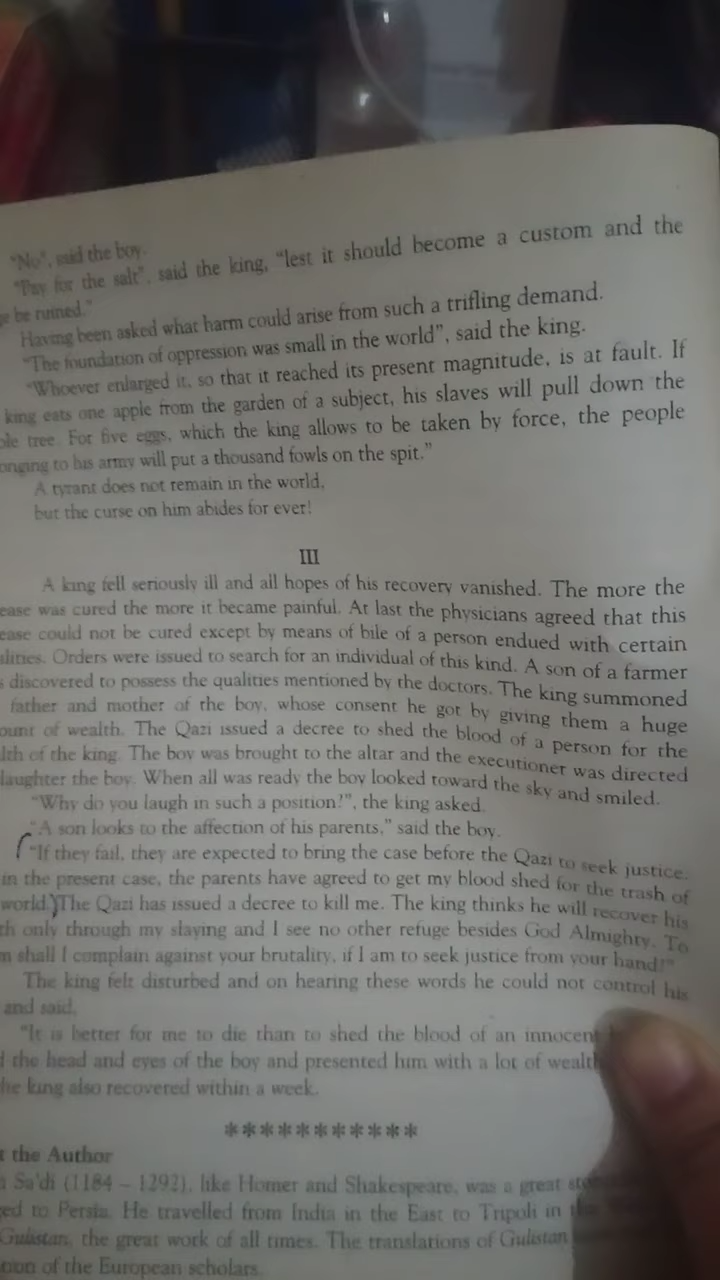 "No", said the boy.
"Pay for the salt", said the king, "lest it should become a custom and the
be ruined."
Having been asked what harm could arise from such a trifling demand.
"The foundation of oppression was small in the world", said the king.
"Whoever enlarged it, so that it reached its present magnitude, is at fault. If
king eats one apple from the garden of a subject, his slaves will pull down the
ole tree. For five eggs, which the king allows to be taken by force, the people
onging to his army will put a thousand fowls on the spit."
A tyrant does not remain in the world,
but the curse on him abides for ever!
III
A king fell seriously ill and all hopes of his recovery vanished. The more the
ease was cured the more it became painful. At last the physicians agreed that this
ease could not be cured except by means of bile of a person endued with certain
alities. Orders were issued to search for an individual of this kind. A son of a farmer
s discovered to possess the qualities mentioned by the doctors. The king summoned
father and mother of the boy, whose consent he got by giving them a huge
ount of wealth. The Qazi issued a decree to shed the blood of a person for the
lth of the king. The boy was brought to the altar and the executioner was directed
laughter the boy. When all was ready the boy looked toward the sky and smiled.
"Why do you laugh in such a position?", the king asked.
"A son looks to the affection of his parents," said the boy.
"If they fail, they are expected to bring the case before the Qazi to seek justice.
in the present case, the parents have agreed to get my blood shed for the trash of
world. The Qazi has issued a decree to kill me. The king thinks he will recover his
th only through my slaying and I see no other refuge besides God Almighty. To
m shall I complain against your brutality, if I am to seek justice from your hand!"
The king felt disturbed and on hearing these words he could not control his
and said,
"It is better for me to die than to shed the blood of an innocent
d the head and eyes of the boy and presented him with a lot of wealth
he king also recovered within a week.
***********
t the Author
Sa'di (1184 – 1292), like Homer and Shakespeare, was a great
ed to Persia. He travelled from India in the East to Tripoli in
Gulistan, the great work of all times. The translations of Gulistan
tion of the European scholars.